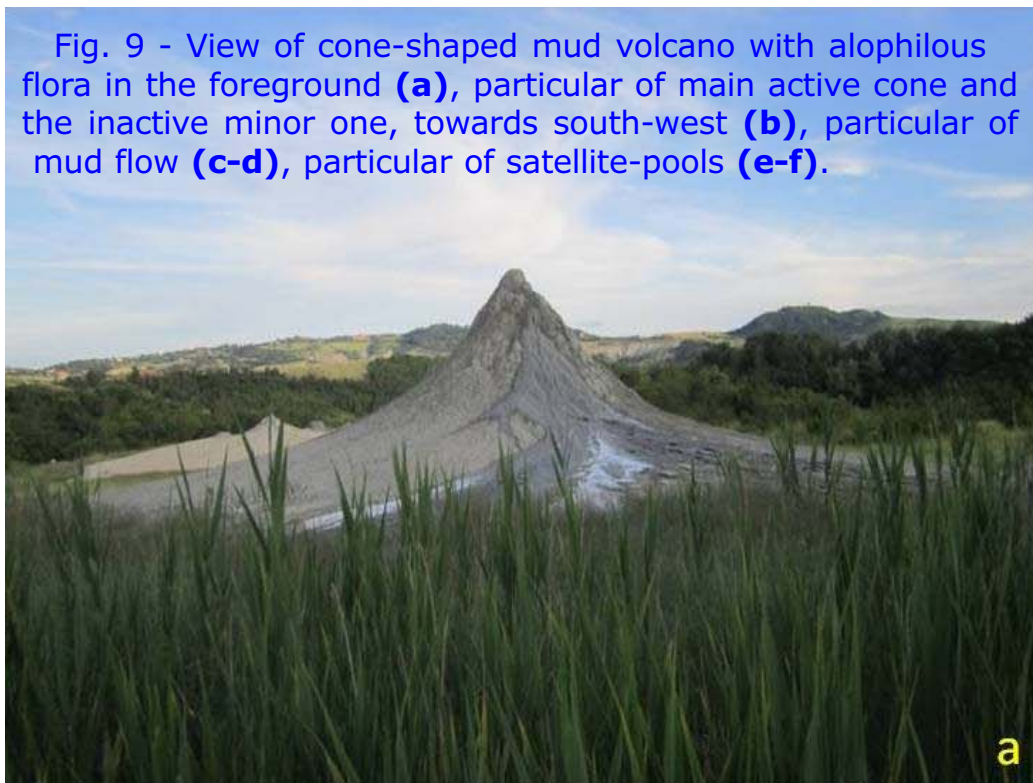 Fig. 9 - View of cone-shaped mud volcano with alophilous
flora in the foreground (a), particular of main active cone and
the inactive minor one, towards south-west (b), particular of
mud flow (c-d), particular of satellite-pools (e-f).
a